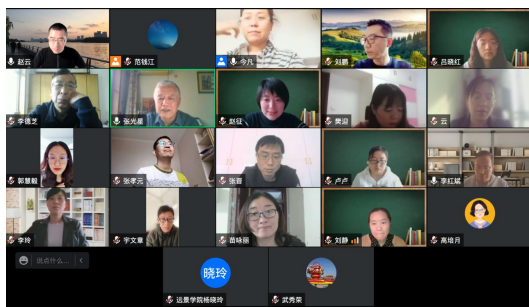 赵云
范钱江
今凡
刘鹏
吕晓红
李德芝
张光星
赵征
樊迎
云
郭慧毅
张孝元
张蓉
卢卢
李红斌
李玲
宇文章
苗咏丽
刘静
高培月
说点什么...
晓玲
远景学院杨晓玲
武秀荣